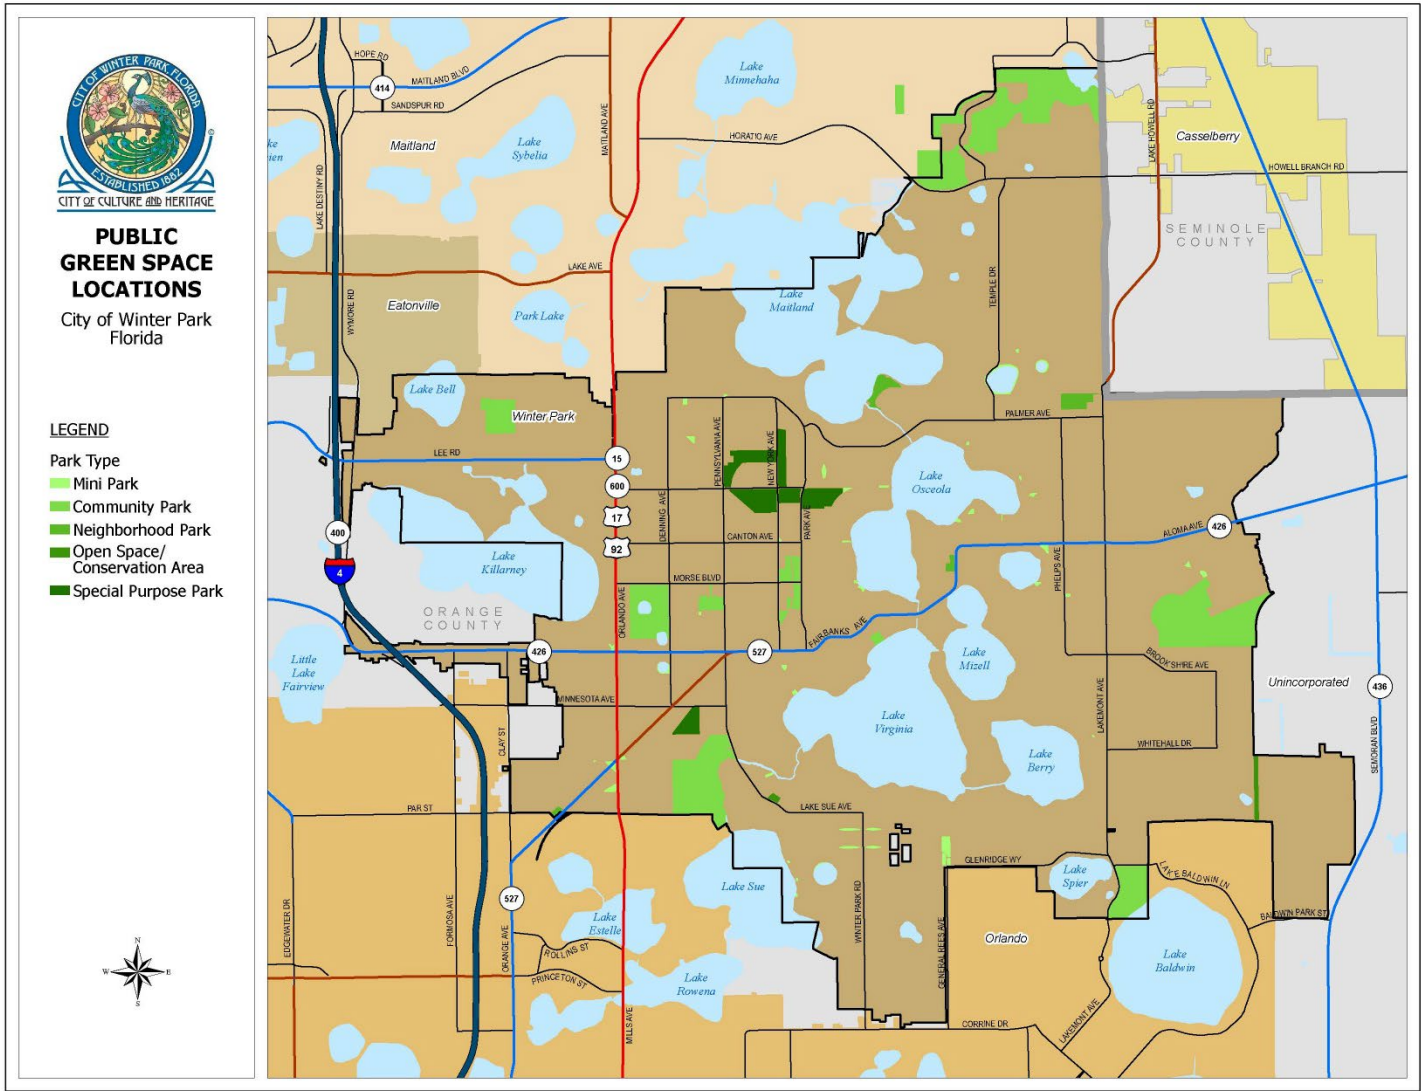 CITY OF WINTER PARK, FLORIDA
ESTABLISHED 1882
CITY OF CULTURE AND HERITAGE
PUBLIC
GREEN SPACE
LOCATIONS
City of Winter Park
Florida
LEGEND
Park Type
Mini Park
Community Park
Neighborhood Park
Open Space/
Conservation Area
Special Purpose Park
N
W
E
S
HOPE RD
414
MAITLAND BLVD
SANDSPUR RD
Maitland
Lake
Sybelia
MAITLAND AVE
Lake
Minnehaha
HORATIO AVE
LAKE HOWELL RD
Casselberry
HOWELL BRANCH RD
SEMINOLE
COUNTY
LAKE DESTINY RD
LAKE AVE
WYMORE RD
Eatonville
Park Lake
Lake
Maitland
TEMPLE DR
Lake Bell
Winter Park
PALMER AVE
LEE RD
15
600
17
92
PENNSYLVANIA AVE
NEW YORK AVE
DENNING AVE
PARK AVE
CANTON AVE
Lake
Osceola
ALOMA AVE
426
400
4
Lake
Killarney
ORANGE
COUNTY
MORSE BLVD
ORLANDO AVE
PHELPS AVE
FAIRBANKS AVE
426
527
Little
Lake
Fairview
Lake
Mizell
BROOKSHIRE AVE
Unincorporated
436
MINNESOTA AVE
CLAY ST
Lake
Virginia
LAKEMONT AVE
Lake
Berry
WHITEHALL DR
SEMORAN BLVD
PAR ST
LAKE SUE AVE
GLENRIDGE WY
Lake
Spier
LAKE BALDWIN LN
BALDWIN PARK ST
Lake Sue
EDGEWATER DR
FORMOSA AVE
527
ORANGE AVE
Lake
Estelle
ROLLINS ST
PRINCETON ST
Lake
Rowena
MILLS AVE
WINTER PARK RD
GENERAL REES AVE
Orlando
Lake
Baldwin
LAKEMONT AVE
CORRINE DR